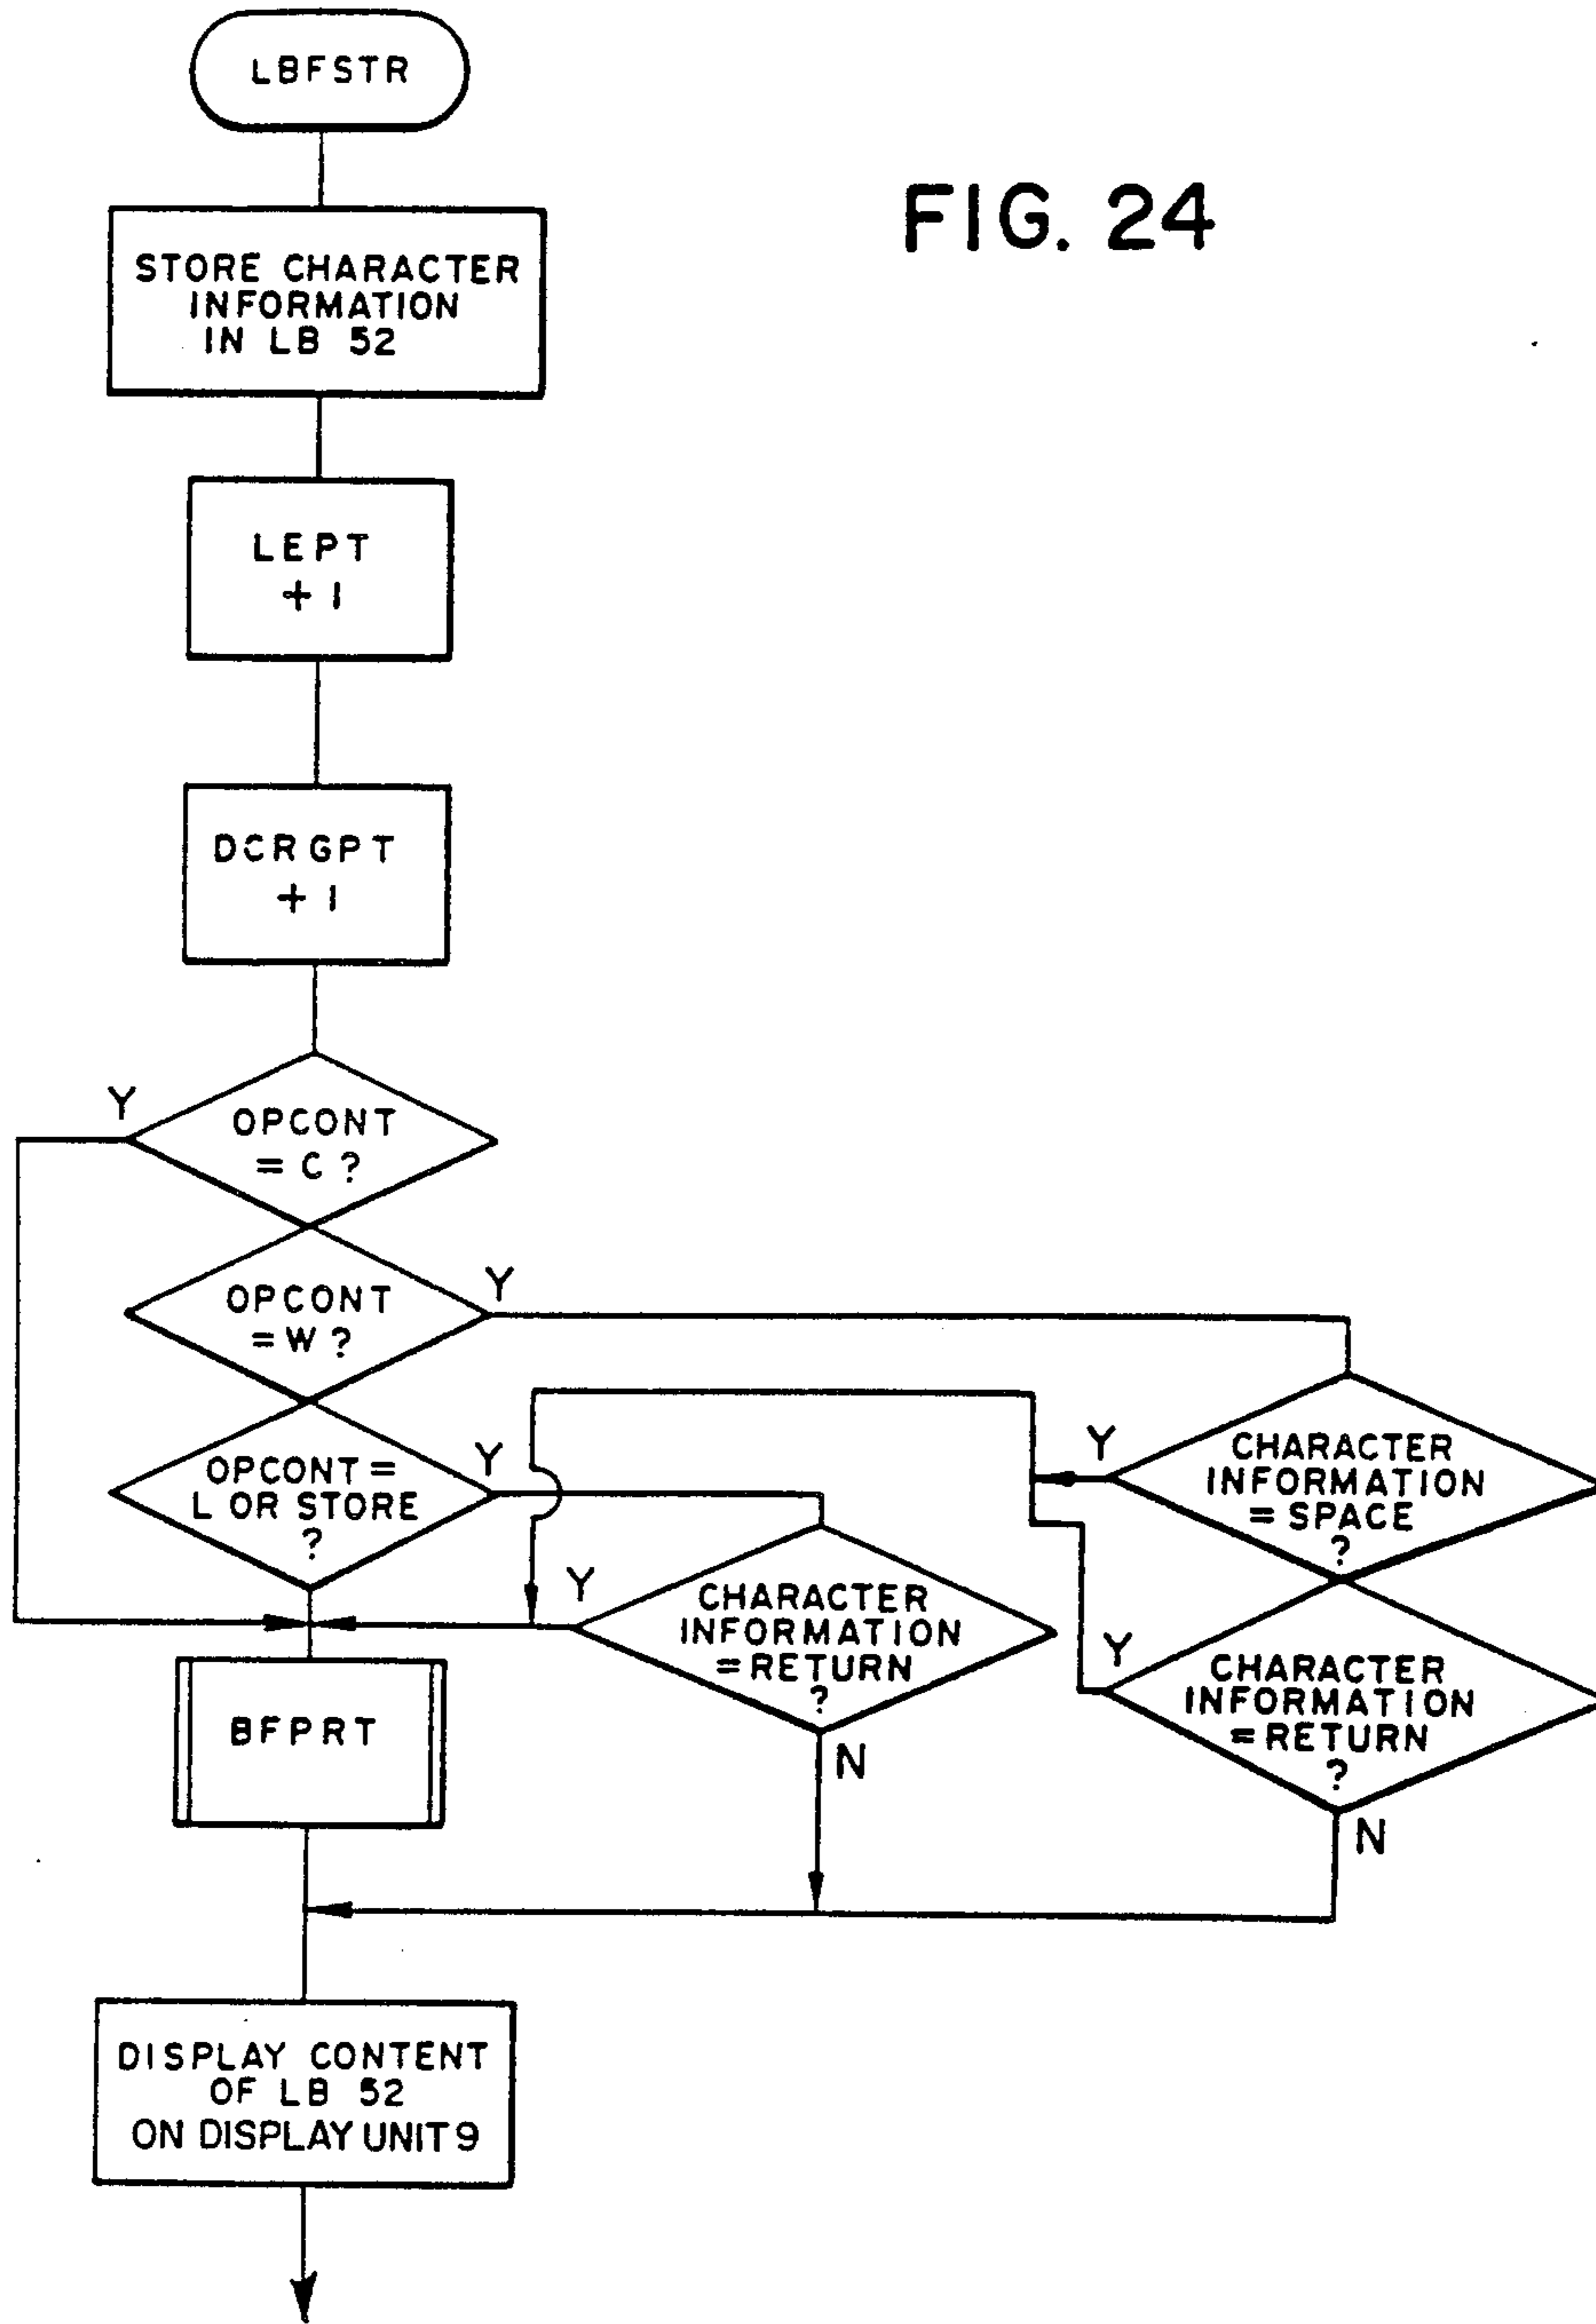 LBFSTR
FIG. 24
STORE CHARACTER
INFORMATION
IN LB 52
LEPT
+1
DCRGPT
+1
Y
OPCONT
= C ?
OPCONT
= W ?
Y
OPCONT =
L OR STORE
?
Y
CHARACTER
INFORMATION
= SPACE
?
Y
CHARACTER
INFORMATION
= RETURN
?
Y
N
CHARACTER
INFORMATION
= RETURN
?
Y
N
BFPRT
DISPLAY CONTENT
OF LB 52
ON DISPLAY UNIT 9